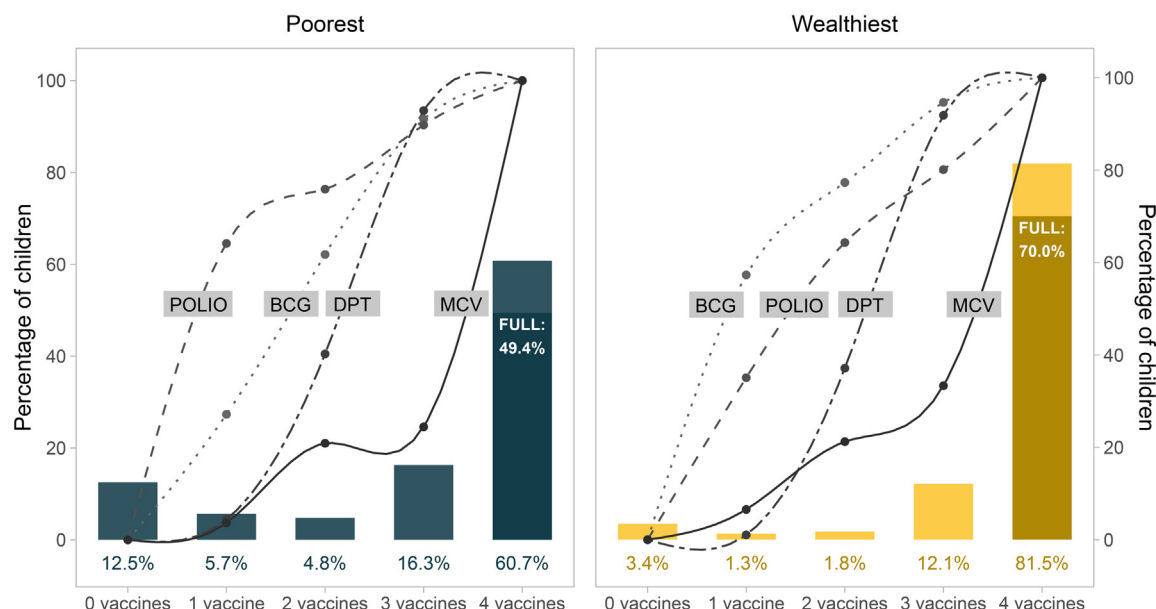 Poorest
Wealthiest
Percentage of children
100
80
60
40
20
0
POLIO
BCG
DPT
MCV
FULL:
49.4%
12.5%
5.7%
4.8%
16.3%
60.7%
0 vaccines
1 vaccine
2 vaccines
3 vaccines
4 vaccines
BCG
POLIO
DPT
MCV
FULL:
70.0%
3.4%
1.3%
1.8%
12.1%
81.5%
0 vaccines
1 vaccine
2 vaccines
3 vaccines
4 vaccines
100
80
60
40
20
0
Percentage of children